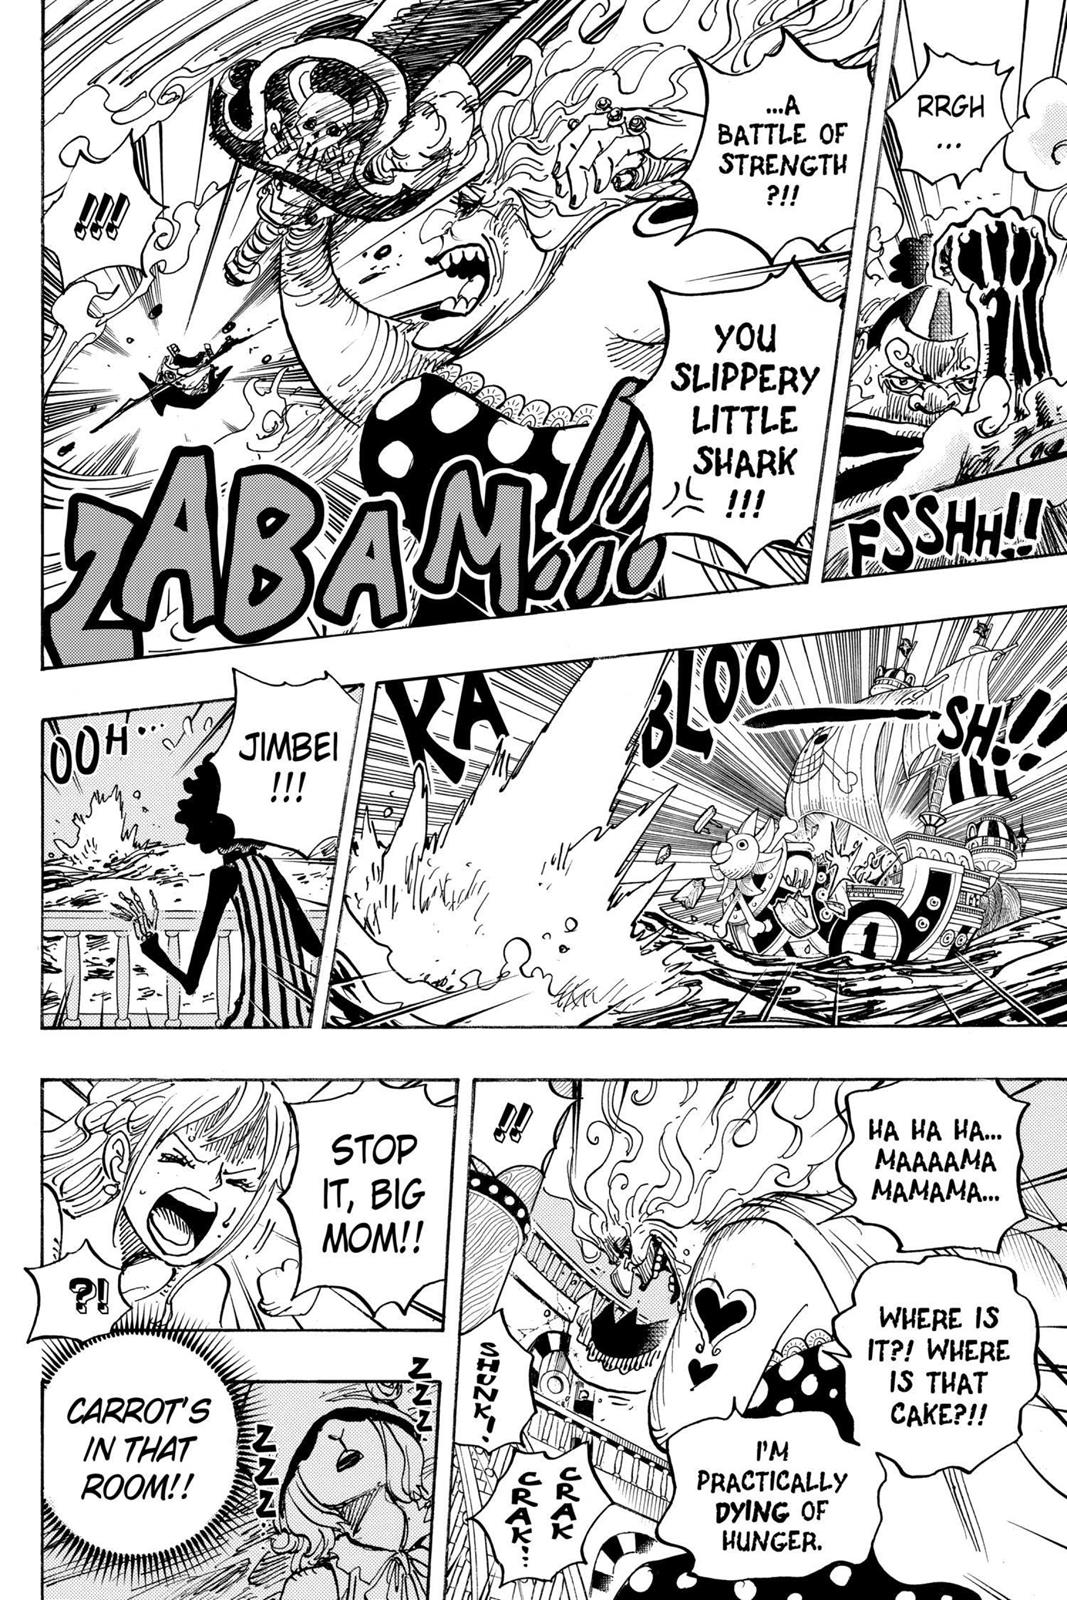 RRGH
...
...A
BATTLE OF
STRENGTH
?!!
YOU
SLIPPERY
LITTLE
SHARK
!!!
!!!
FSSHH!!
ZABAMOOOO!!
KA
BLOO
SH!!
1
JIMBEI
!!!
OOH...
HA HA HA...
MAAAAMA
MAMAMA...
!!
WHERE IS
IT?! WHERE
IS THAT
CAKE?!!
I'M
PRACTICALLY
DYING OF
HUNGER.
SHUNK!
CRAK
CRAK...
STOP
IT, BIG
MOM!!
?!
CARROT'S
IN THAT
ROOM!!
ZZZ...
ZZZ...